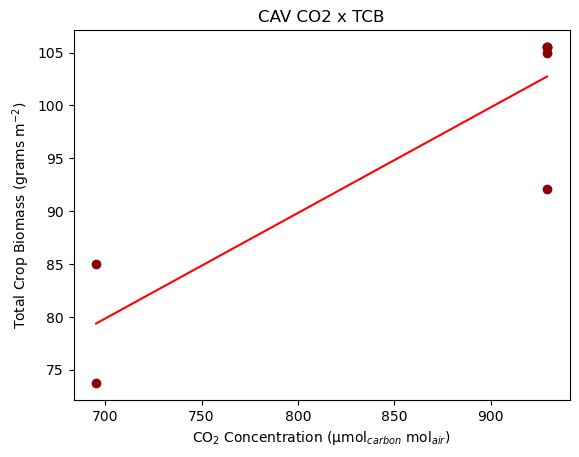 CAV CO2 x TCB
Total Crop Biomass (grams m⁻²)
105
100
95
90
85
80
75
700 750 800 850 900
CO₂ Concentration (μmol_carbon mol_air)